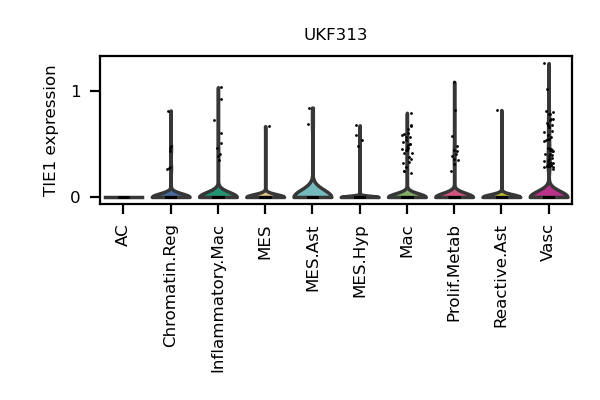 UKF313
TIE1 expression
1
0
AC
Chromatin.Reg
Inflammatory.Mac
MES
MES.Ast
MES.Hyp
Mac
Prolif.Metab
Reactive.Ast
Vasc